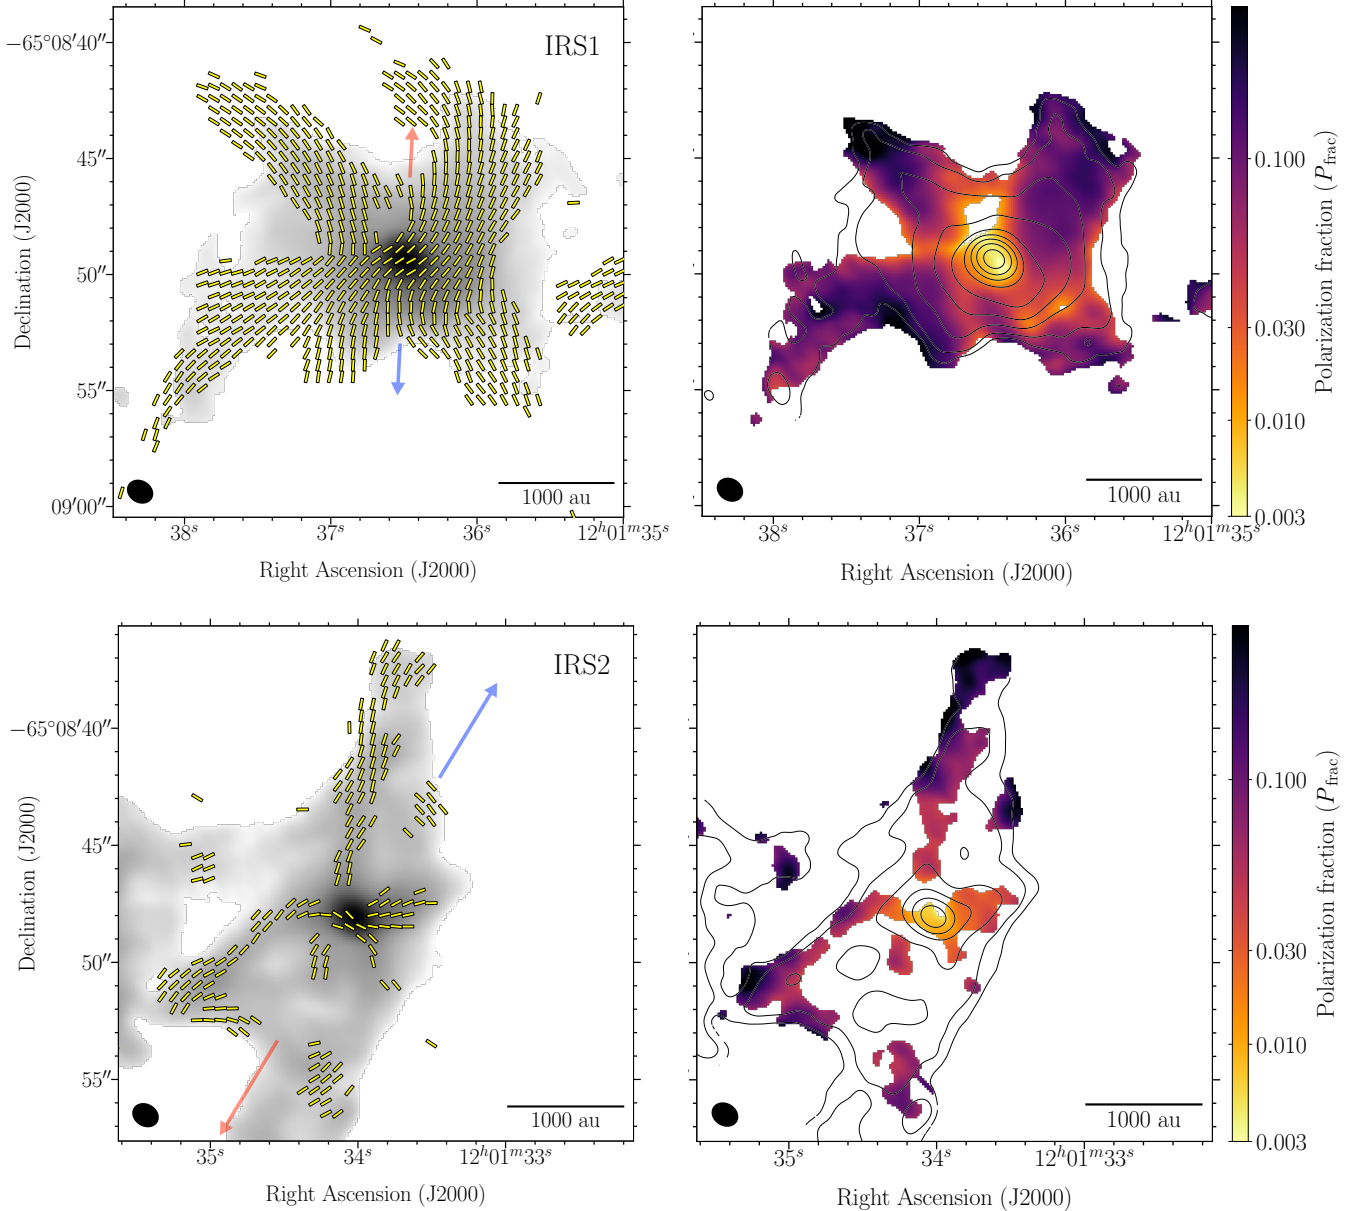 −65°08′40″
45″
50″
55″
09′00″
Declination (J2000)
IRS1
1000 au
38ˢ
37ˢ
36ˢ
12ʰ01ᵐ35ˢ
Right Ascension (J2000)
1000 au
38ˢ
37ˢ
36ˢ
12ʰ01ᵐ35ˢ
Right Ascension (J2000)
0.100
0.030
0.010
0.003
Polarization fraction (P_frac)
−65°08′40″
45″
50″
55″
Declination (J2000)
IRS2
1000 au
35ˢ
34ˢ
12ʰ01ᵐ33ˢ
Right Ascension (J2000)
1000 au
35ˢ
34ˢ
12ʰ01ᵐ33ˢ
Right Ascension (J2000)
0.100
0.030
0.010
0.003
Polarization fraction (P_frac)